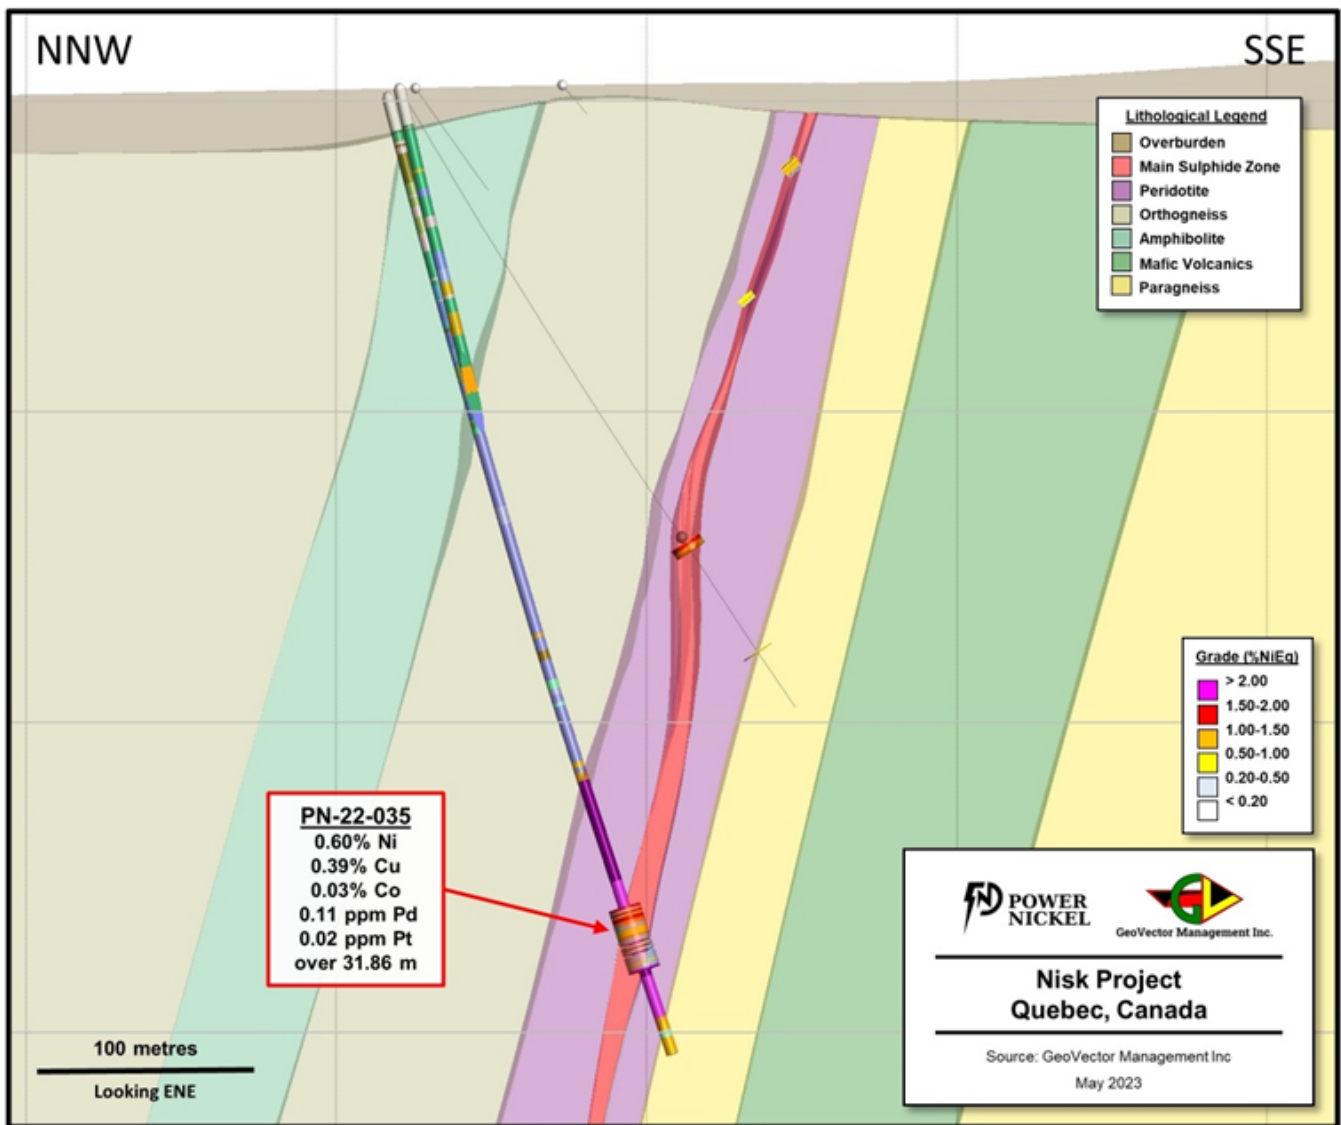 NNW
SSE
Lithological Legend
Overburden
Main Sulphide Zone
Peridotite
Orthogneiss
Amphibolite
Mafic Volcanics
Paragneiss
Grade (%NiEq)
> 2.00
1.50-2.00
1.00-1.50
0.50-1.00
0.20-0.50
< 0.20
PN-22-035
0.60% Ni
0.39% Cu
0.03% Co
0.11 ppm Pd
0.02 ppm Pt
over 31.86 m
POWER
NICKEL
GeoVector Management Inc.
Nisk Project
Quebec, Canada
Source: GeoVector Management Inc
May 2023
100 metres
Looking ENE